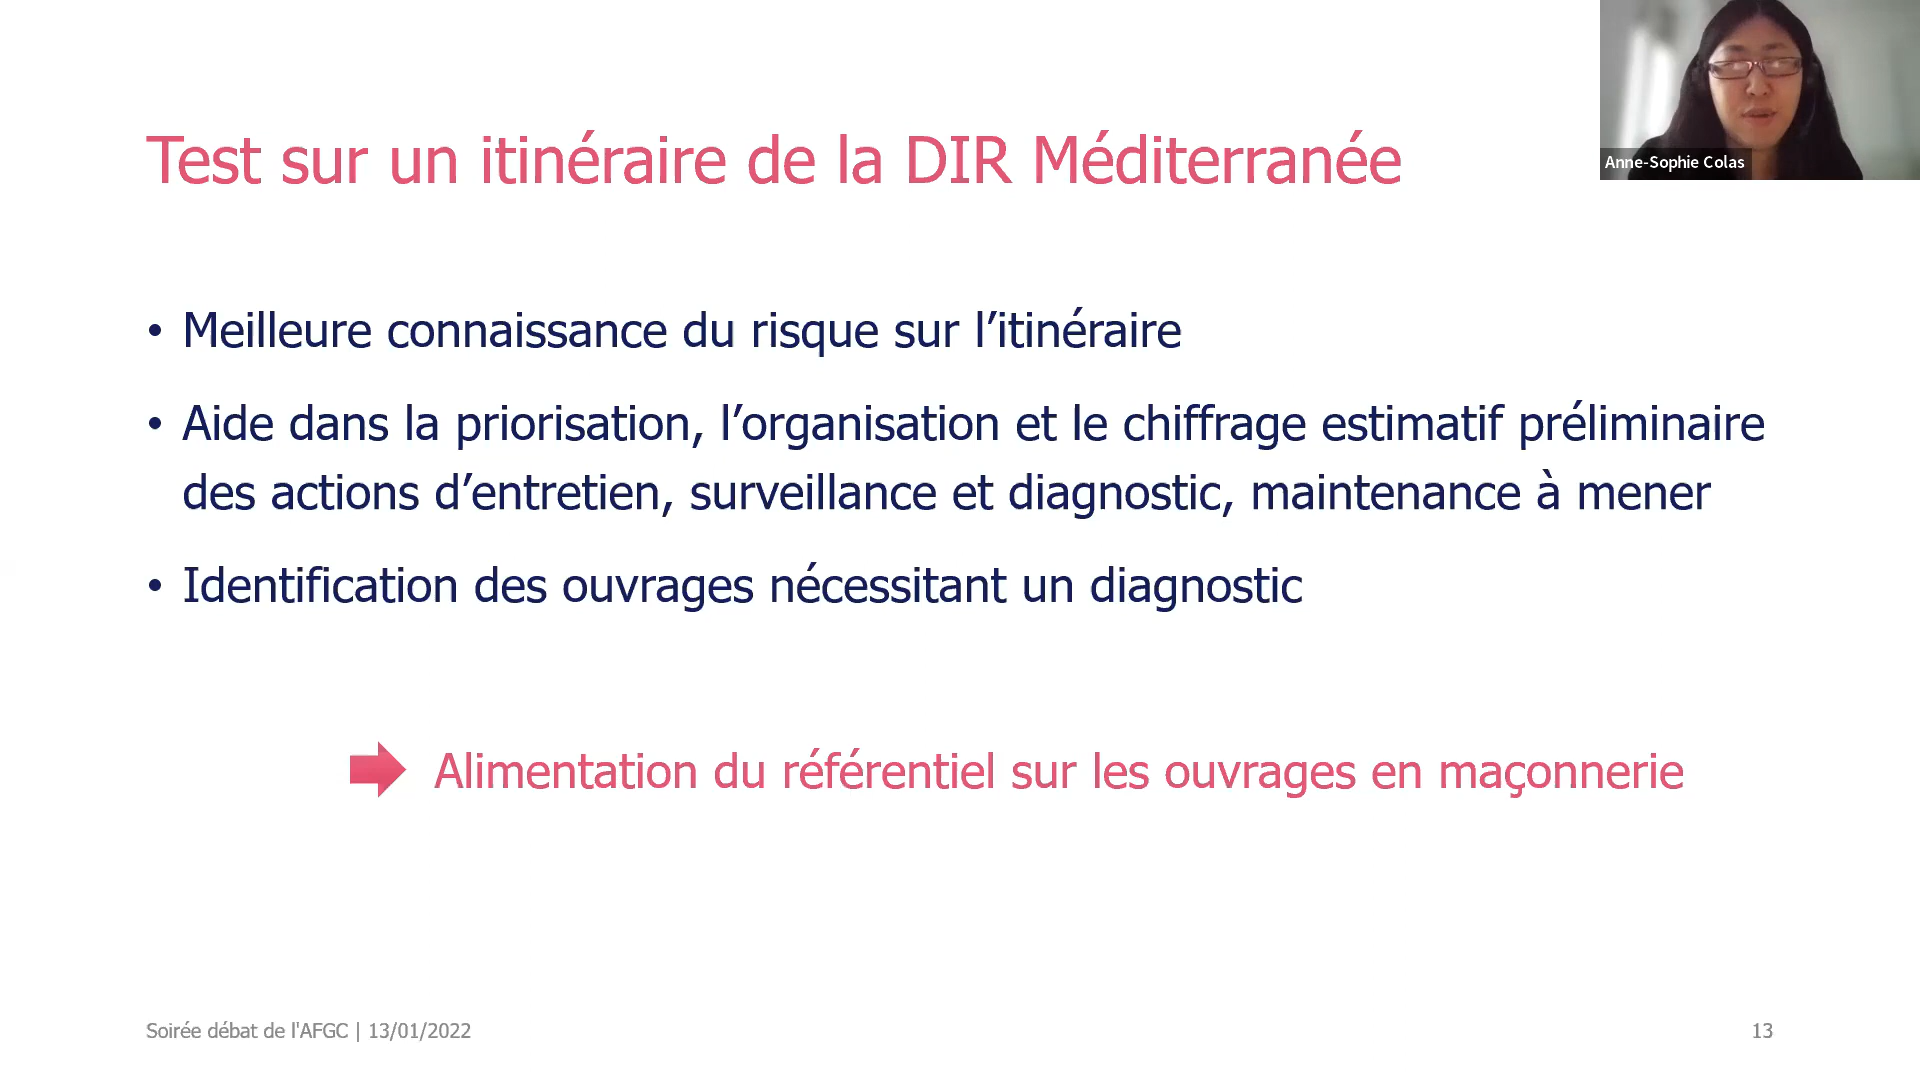 Anne-Sophie Colas
Test sur un itinéraire de la DIR Méditerranée
• Meilleure connaissance du risque sur l’itinéraire
• Aide dans la priorisation, l’organisation et le chiffrage estimatif préliminaire
des actions d’entretien, surveillance et diagnostic, maintenance à mener
• Identification des ouvrages nécessitant un diagnostic
Alimentation du référentiel sur les ouvrages en maçonnerie
Soirée débat de l'AFGC | 13/01/2022
13